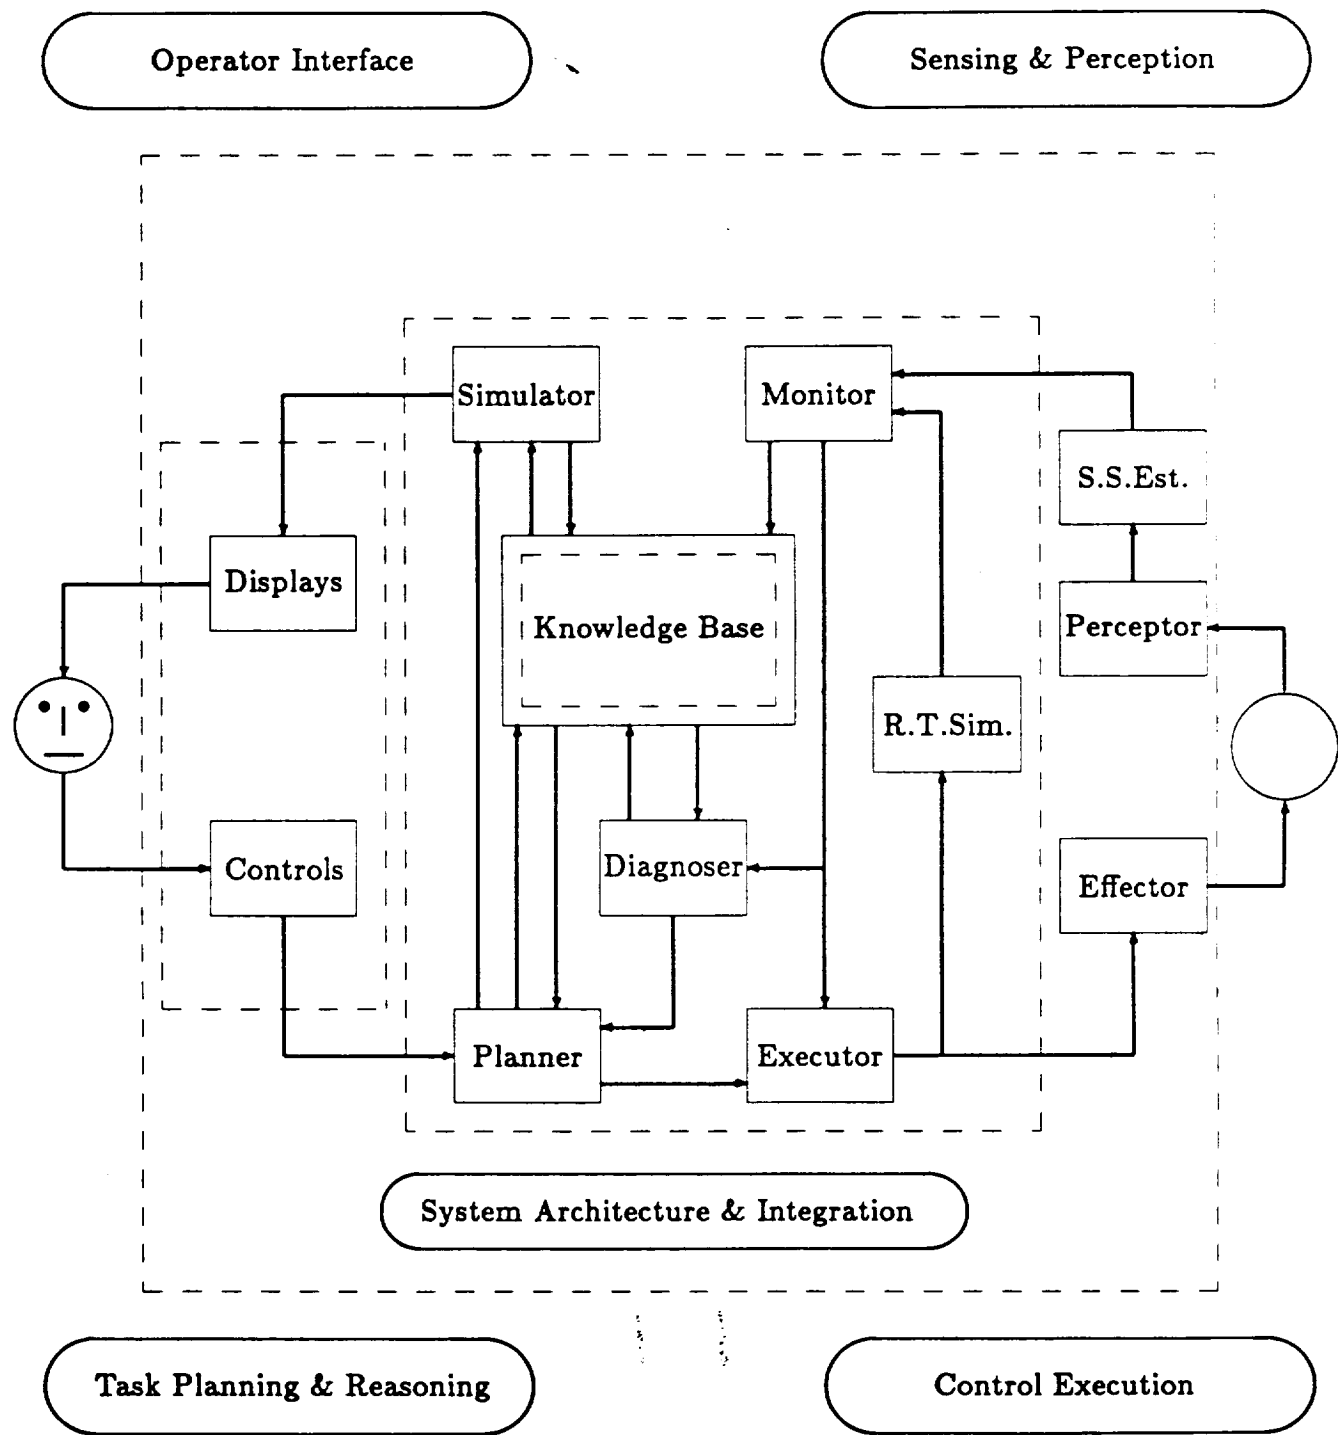 Operator Interface
Sensing & Perception
Simulator
Monitor
S.S.Est.
Displays
Knowledge Base
Perceptor
R.T.Sim.
Controls
Diagnoser
Effector
Planner
Executor
System Architecture & Integration
Task Planning & Reasoning
Control Execution